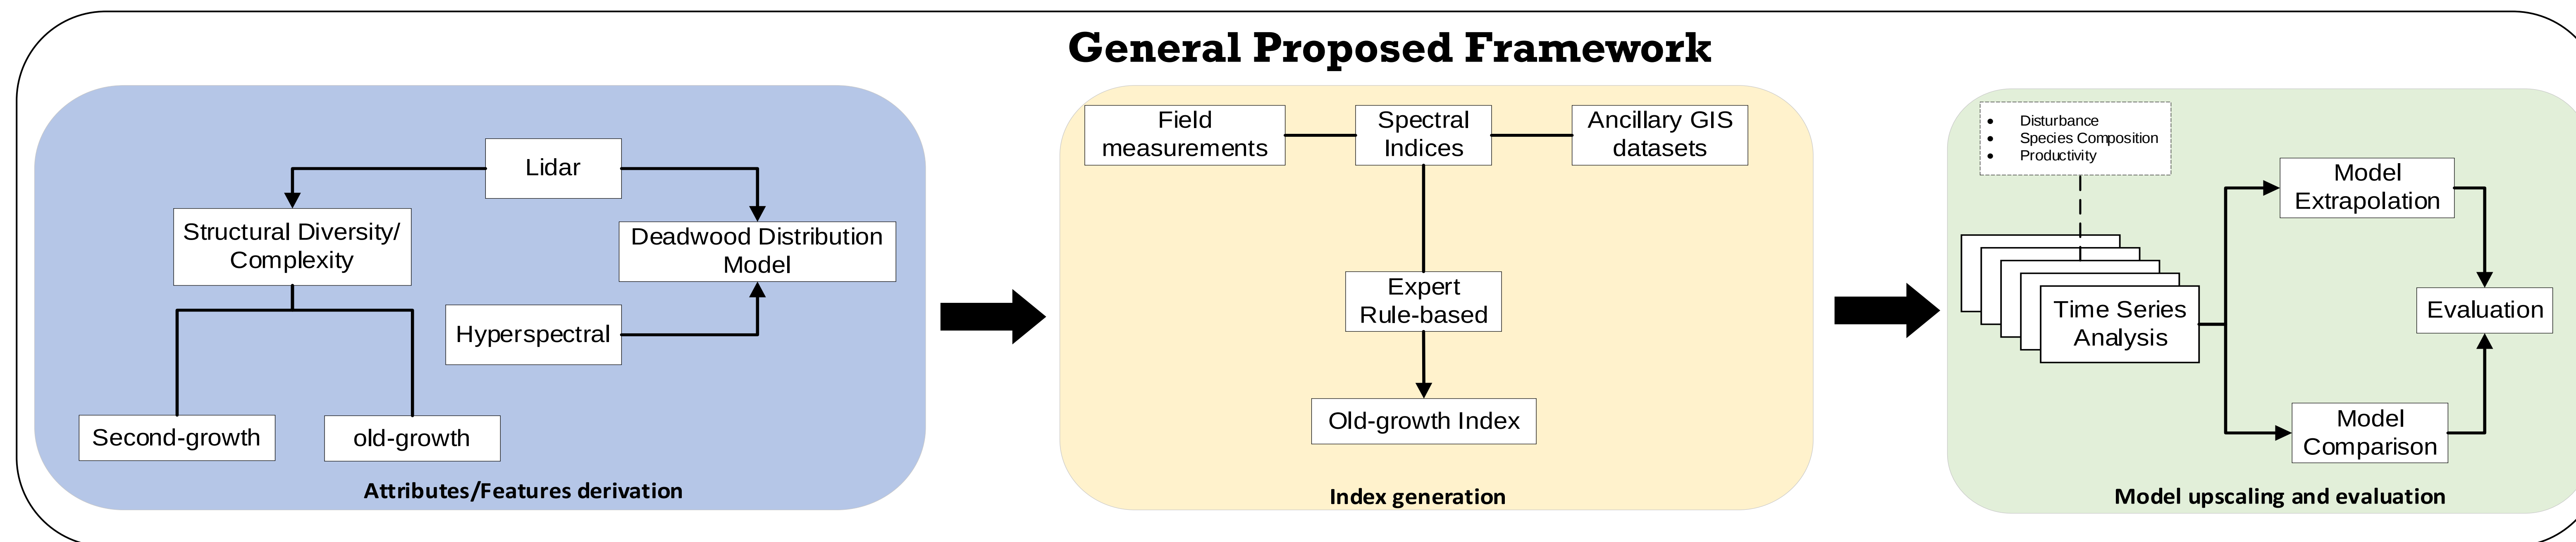 General Proposed Framework
Lidar
Structural Diversity/
Complexity
Deadwood Distribution
Model
Hyperspectral
Second-growth
old-growth
Attributes/Features derivation
Field
measurements
Spectral
Indices
Ancillary GIS
datasets
Expert
Rule-based
Old-growth Index
Index generation
• Disturbance
• Species Composition
• Productivity
Time Series
Analysis
Model
Extrapolation
Evaluation
Model
Comparison
Model upscaling and evaluation